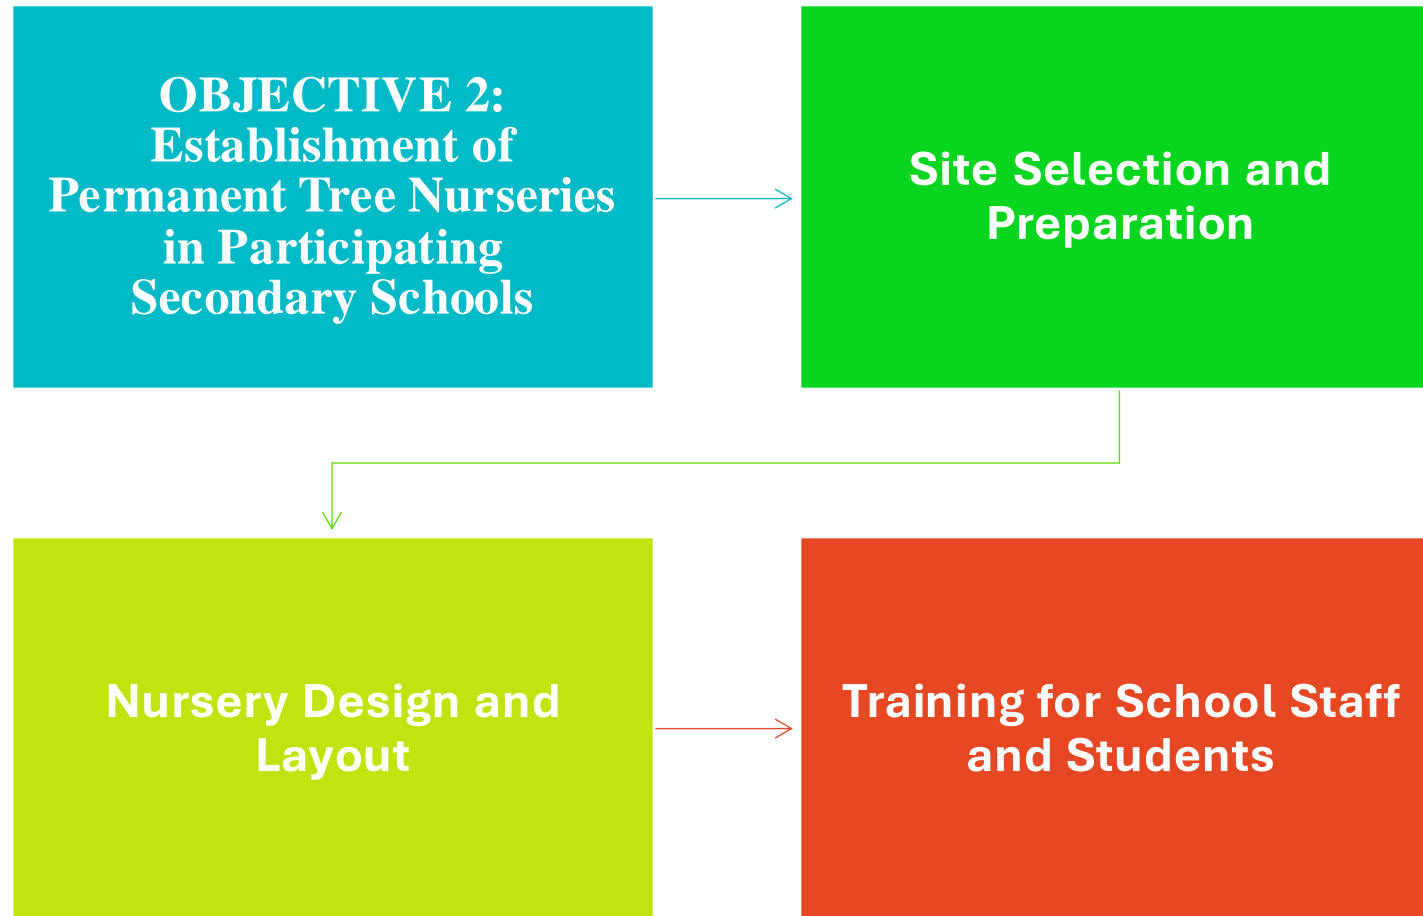 OBJECTIVE 2:
Establishment of
Permanent Tree Nurseries
in Participating
Secondary Schools
Site Selection and
Preparation
Nursery Design and
Layout
Training for School Staff
and Students